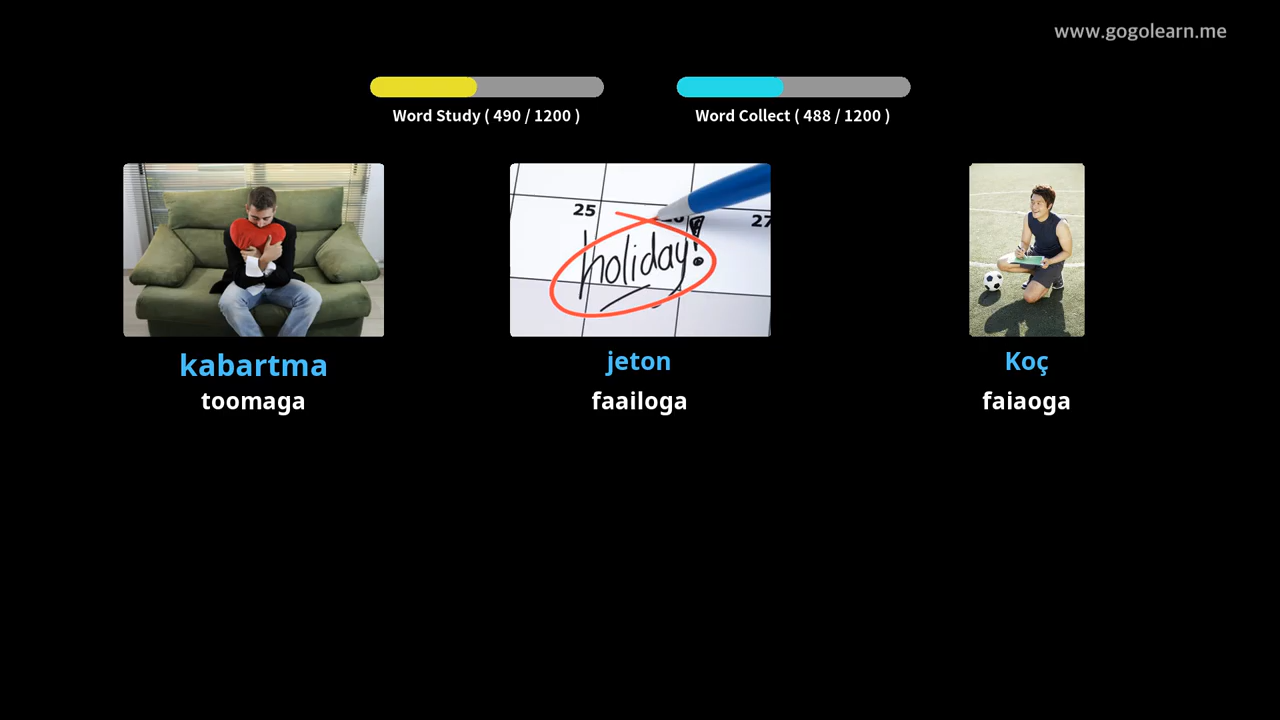 www.gogolearn.me
Word Study ( 490 / 1200 )
Word Collect ( 488 / 1200 )
25
27
holiday!
kabartma
jeton
Koç
toomaga
faailoga
faiaoga